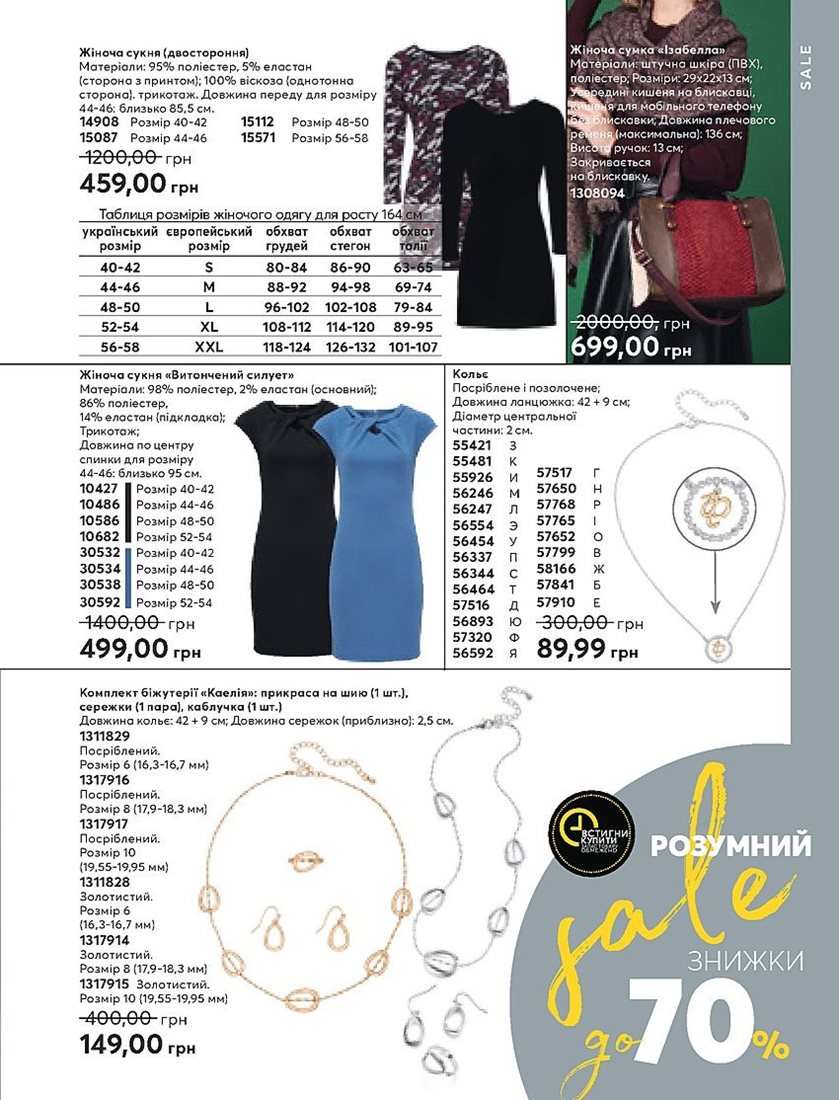 SALE
Жіноча сукня (двостороння)
Матеріали: 95% поліестер, 5% еластан
(сторона з принтом); 100% віскоза (однотонна
сторона). трикотаж. Довжина переду для розміру
44-46: близько 85,5 см.
14908 Розмір 40-42 15112 Розмір 48-50
15087 Розмір 44-46 15571 Розмір 56-58
1200,00 грн
459,00 грн
Таблиця розмірів жіночого одягу для росту 164 см
український європейський обхват обхват обхват
розмір розмір грудей стегон талії
40-42 S 80-84 86-90 63-65
44-46 M 88-92 94-98 69-74
48-50 L 96-102 102-108 79-84
52-54 XL 108-112 114-120 89-95
56-58 XXL 118-124 126-132 101-107
Жіноча сумка «Ізабелла»
Матеріали: штучна шкіра (ПВХ),
поліестер; Розміри: 29х22х13 см;
Усередині кишеня на блискавці,
кишеня для мобільного телефону
без блискавки; Довжина плечового
ременя (максимальна): 136 см;
Висота ручок: 13 см;
Закривається
на блискавку.
1308094
2000,00, грн
699,00 грн
Жіноча сукня «Витончений силует»
Матеріали: 98% поліестер, 2% еластан (основний);
86% поліестер,
14% еластан (підкладка);
Трикотаж;
Довжина по центру
спинки для розміру
44-46: близько 95 см.
10427 Розмір 40-42
10486 Розмір 44-46
10586 Розмір 48-50
10682 Розмір 52-54
30532 Розмір 40-42
30534 Розмір 44-46
30538 Розмір 48-50
30592 Розмір 52-54
1400,00 грн
499,00 грн
Кольє
Посріблене і позолочене;
Довжина ланцюжка: 42 + 9 см;
Діаметр центральної
частини: 2 см.
55421 З
55481 К
55926 И
56246 М
56247 Л
56554 Э
56454 У
56337 П
56344 С
56464 Т
57516 Д
56893 Ю
57320 Ф
56592 Я
57517 Г
57650 Н
57768 Р
57765 І
57652 О
57799 В
58166 Ж
57841 Б
57910 Е
300,00 грн
89,99 грн
Ф
Комплект біжутерії «Каелія»: прикраса на шию (1 шт.),
сережки (1 пара), каблучка (1 шт.)
Довжина кольє: 42 + 9 см; Довжина сережок (приблизно): 2,5 см.
1311829
Посріблений.
Розмір 6 (16,3-16,7 мм)
1317916
Посріблений.
Розмір 8 (17,9-18,3 мм)
1317917
Посріблений.
Розмір 10
(19,55-19,95 мм)
1311828
Золотистий.
Розмір 6
(16,3-16,7 мм)
1317914
Золотистий.
Розмір 8 (17,9-18,3 мм)
1317915 Золотистий.
Розмір 10 (19,55-19,95 мм)
400,00 грн
149,00 грн
ВСТИГНИ
КУПИТИ
ЗАПАС ТОВАРУ
ОБМЕЖЕНО
РОЗУМНИЙ
sale
ЗНИЖКИ
до 70%